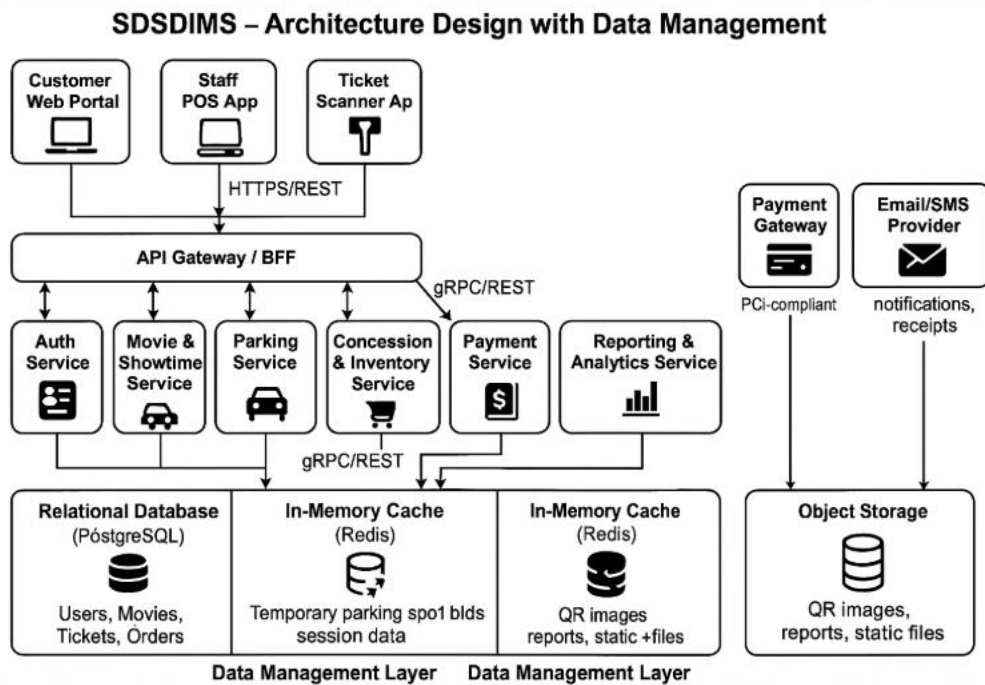 SDSDIMS – Architecture Design with Data Management
Customer
Web Portal
Staff
POS App
Ticket
Scanner Ap
HTTPS/REST
Payment
Gateway
Email/SMS
Provider
API Gateway / BFF
gRPC/REST
PCi-compliant
notifications,
receipts
Auth
Service
Movie &
Showtime
Service
Parking
Service
Concession
& Inventory
Service
Payment
Service
Reporting &
Analytics Service
gRPC/REST
Relational Database
(PóstgreSQL)
Users, Movies,
Tickets, Orders
In-Memory Cache
(Redis)
Temporary parking spo1 blds
session data
In-Memory Cache
(Redis)
QR images
reports, static +files
Object Storage
QR images,
reports, static files
Data Management Layer
Data Management Layer